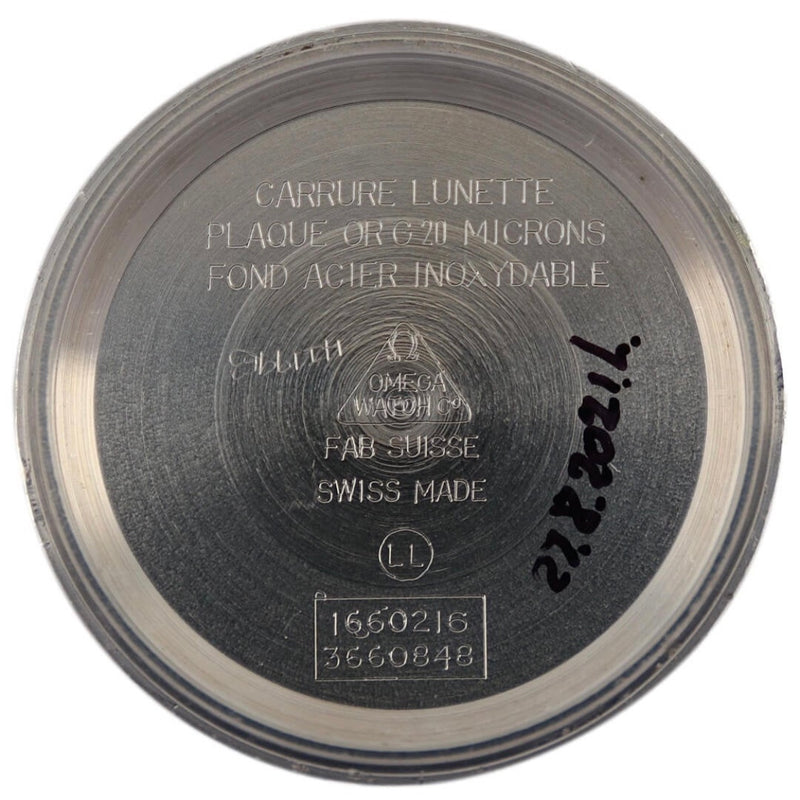 CARRURE LUNETTE
PLAQUE OR G 20 MICRONS
FOND ACIER INOXYDABLE
Ω
OMEGA
WATCH Co
FAB SUISSE
SWISS MADE
LL
1660216
3660848
27.8.2021